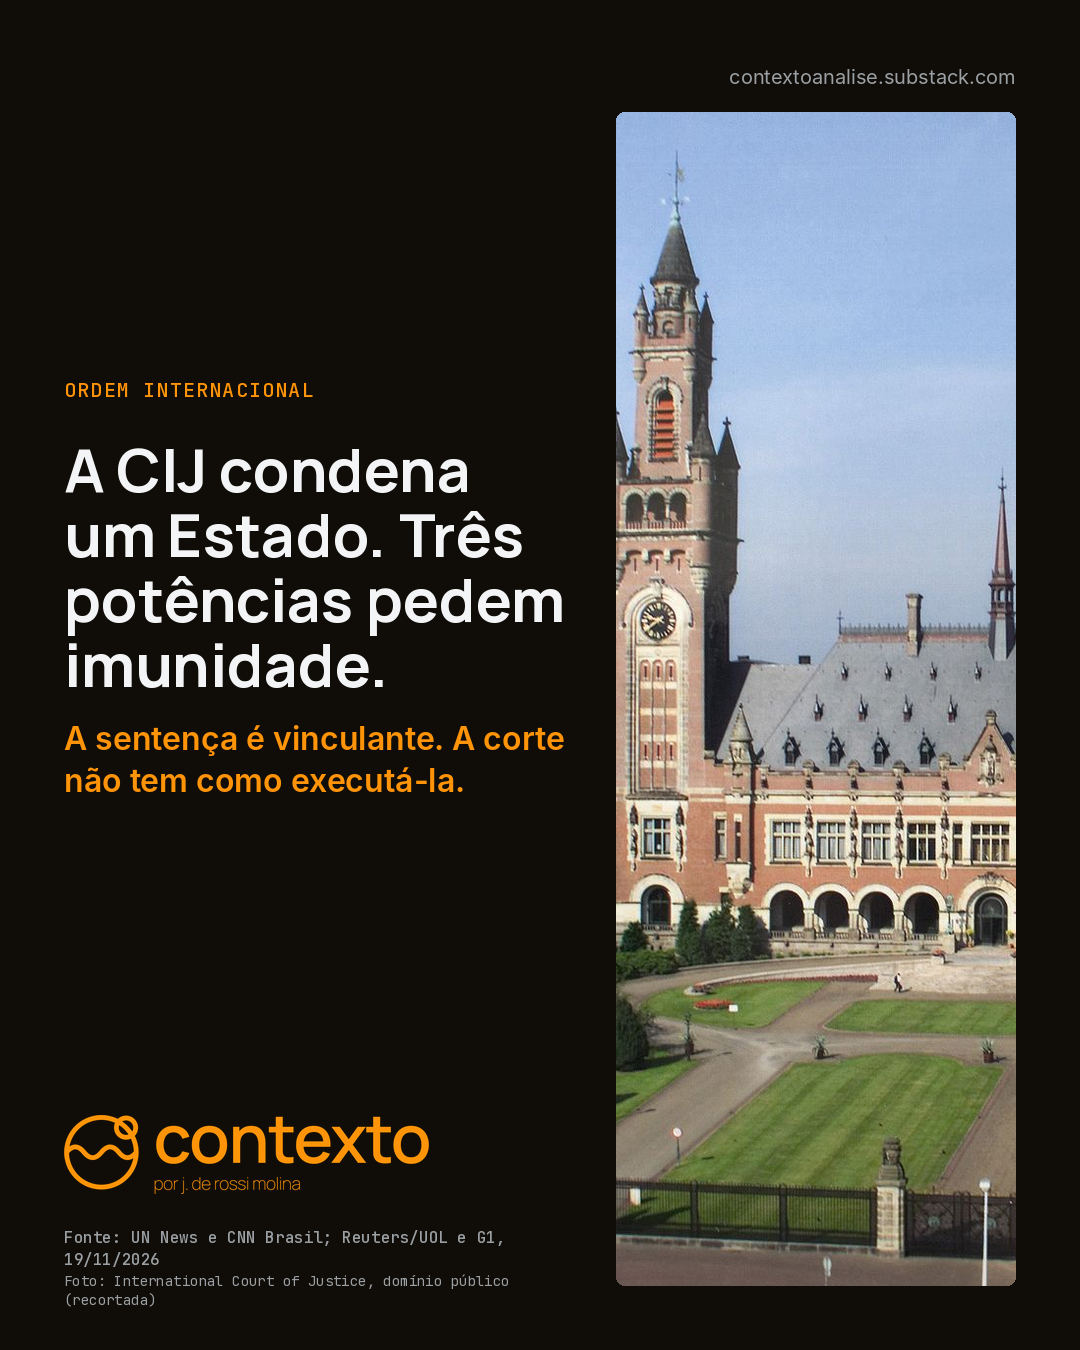 contextoanalise.substack.com
ORDEM INTERNACIONAL
A CIJ condena
um Estado. Três
potências pedem
imunidade.
A sentença é vinculante. A corte
não tem como executá-la.
contexto
por j. de rossi molina
Fonte: UN News e CNN Brasil; Reuters/UOL e G1,
19/11/2026
Foto: International Court of Justice, domínio público
(recortada)